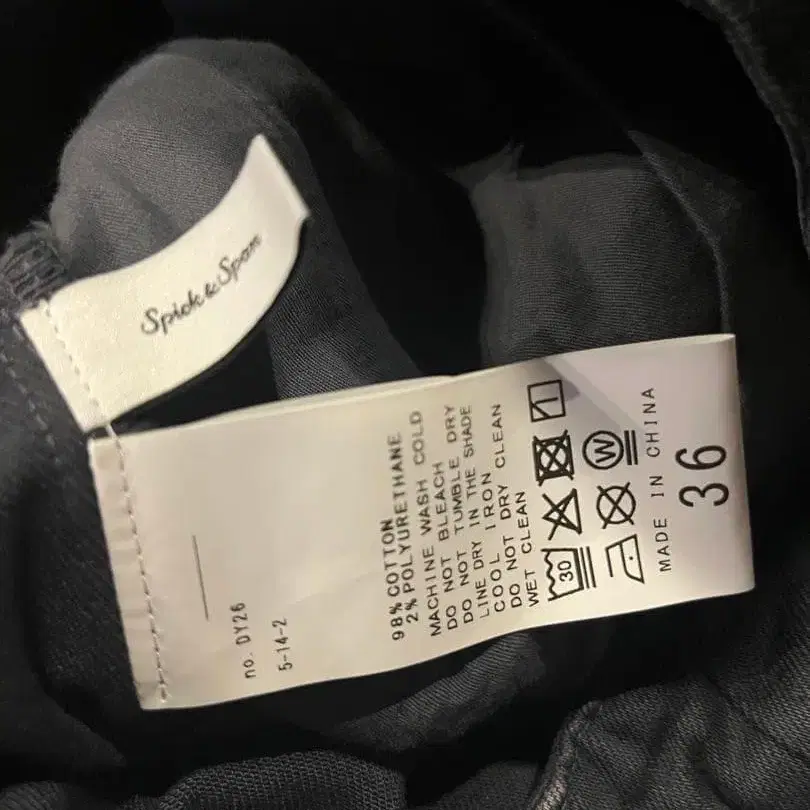 Spick & Span
no. DY26
5-14-2
98% COTTON
2% POLYURETHANE
MACHINE WASH COLD
DO NOT BLEACH
DO NOT TUMBLE DRY
LINE DRY IN THE SHADE
COOL IRON
DO NOT DRY CLEAN
WET CLEAN
30
W
MADE IN CHINA
36